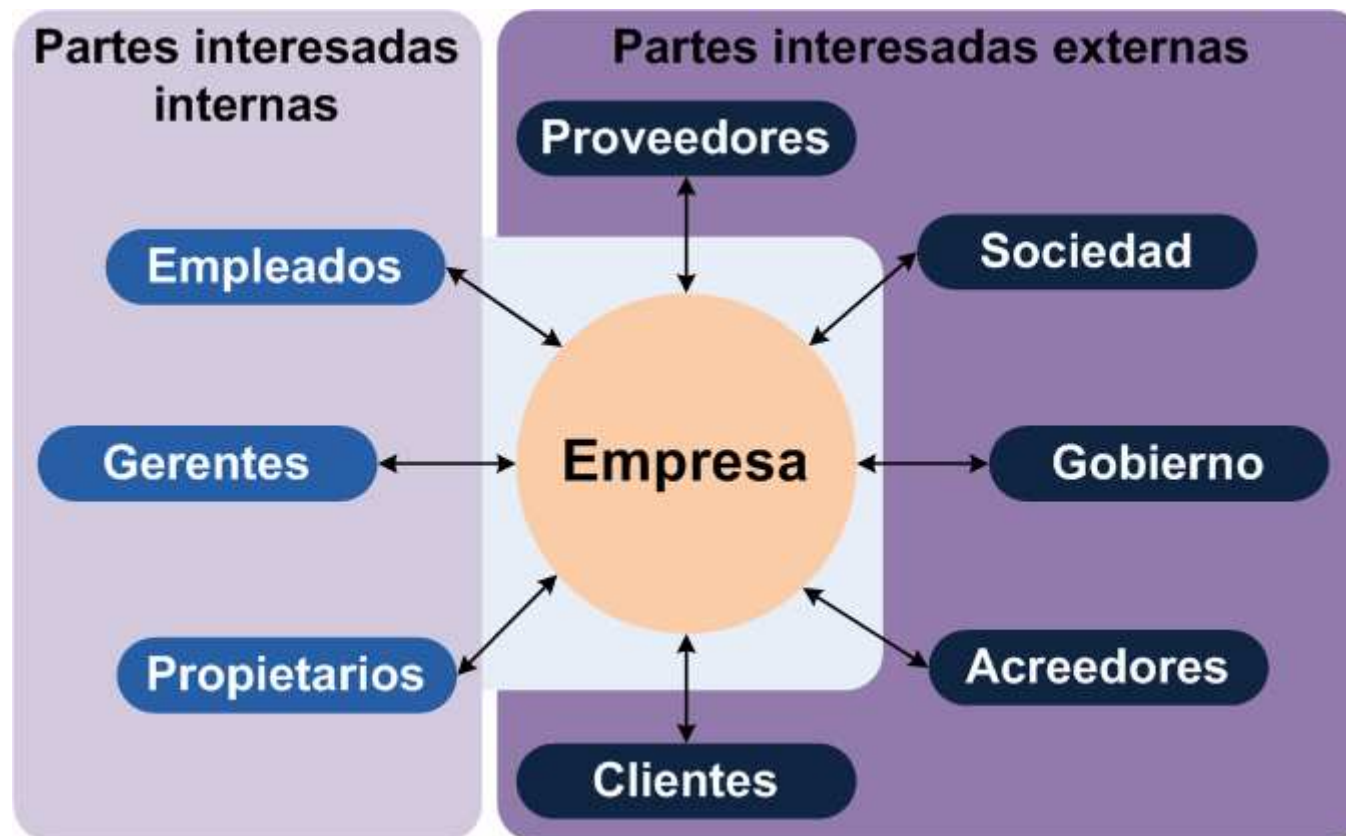 Partes interesadas
internas
Partes interesadas externas
Proveedores
Empleados
Sociedad
Gerentes
Empresa
Gobierno
Propietarios
Acreedores
Clientes